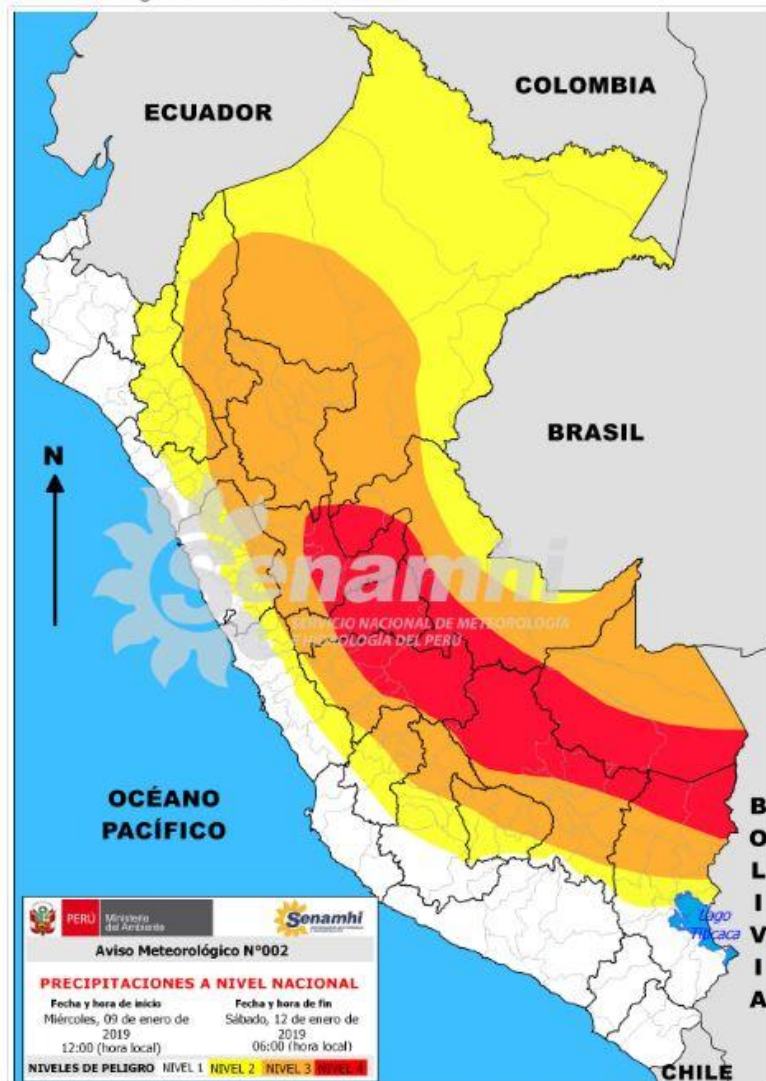 COLOMBIA
ECUADOR
BRASIL
N
Senamhi
SERVICIO NACIONAL DE METEOROLOGÍA
E HIDROLOGÍA DEL PERÚ
OCÉANO
PACÍFICO
BOLIVIA
Lago
Titicaca
CHILE
PERÚ
Ministerio
del Ambiente
Senamhi
Aviso Meteorológico N°002
PRECIPITACIONES A NIVEL NACIONAL
Fecha y hora de inicio
Miércoles, 09 de enero de
2019
12:00 (hora local)
Fecha y hora de fin
Sábado, 12 de enero de
2019
06:00 (hora local)
NIVELES DE PELIGRO NIVEL 1 NIVEL 2 NIVEL 3 NIVEL 4